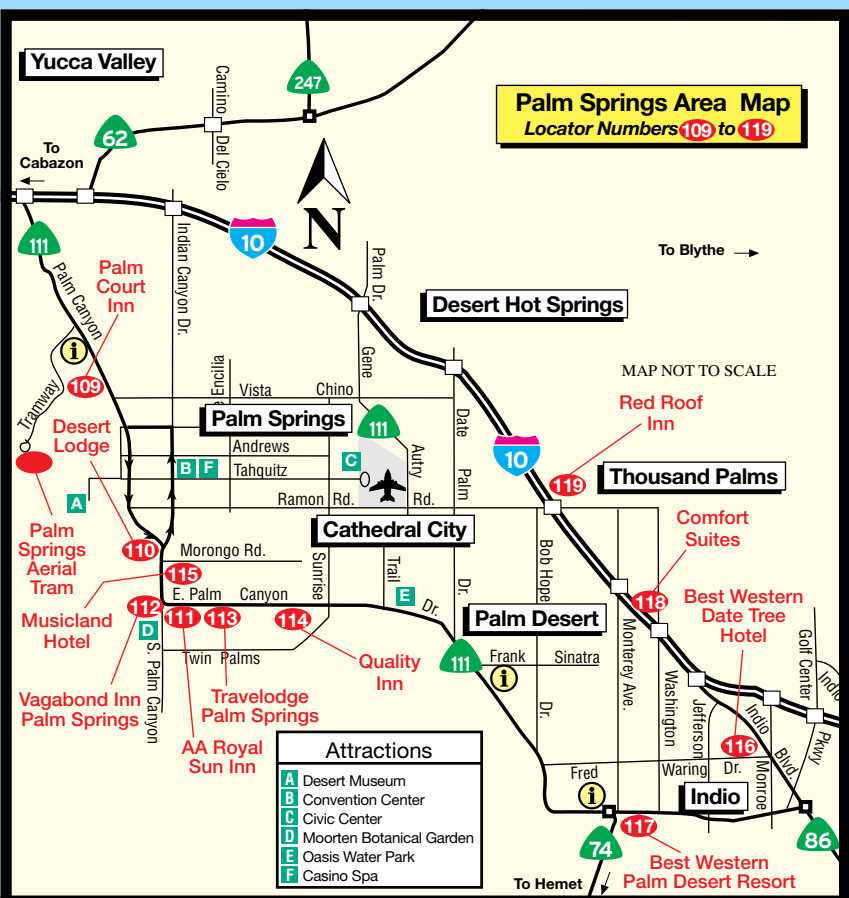 Yucca Valley
247
Palm Springs Area Map
Locator Numbers 109 to 119
62
Camino
Del Cielo
To
Cabazon
N
111
10
Indian Canyon Dr.
Palm Dr.
To Blythe
Palm Canyon
Palm
Court
Inn
Desert Hot Springs
i
109
Tramway
Encilia
Vista Chino
Gene
MAP NOT TO SCALE
Red Roof
Inn
Desert
Lodge
Palm Springs
111
Date
Palm
Dr.
Andrews
Autry
10
B F
Tahquitz
C
119
Thousand Palms
A
Ramon Rd.
Rd.
Palm
Springs
Aerial
Tram
Cathedral City
Comfort
Suites
110
Morongo Rd.
Sunrise
Trail
Bob Hope
Dr.
115
Musicland
Hotel
E. Palm Canyon
Dr.
E
118
Best Western
Date Tree
Hotel
112
111
113
114
Palm Desert
D
S. Palm Canyon
Twin Palms
Quality
Inn
111
Frank Sinatra
i
Monterey Ave.
Washington
Jefferson
Golf Center
Pkwy
Indio
Vagabond Inn
Palm Springs
Travelodge
Palm Springs
AA Royal
Sun Inn
116
Indio
Blvd.
Monroe
Fred Waring Dr.
i
Indio
117
74
86
Best Western
Palm Desert Resort
To Hemet
Attractions
A Desert Museum
B Convention Center
C Civic Center
D Moorten Botanical Garden
E Oasis Water Park
F Casino Spa